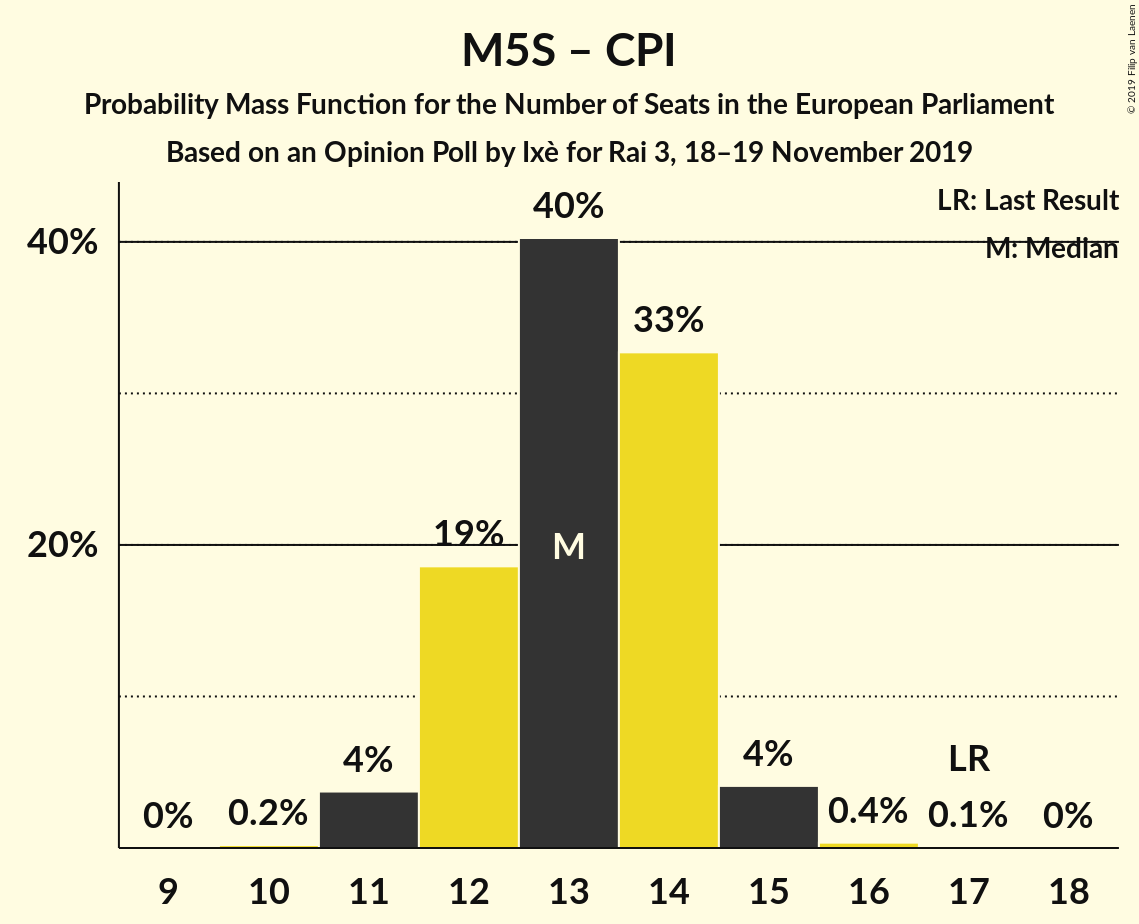 M5S – CPI
Probability Mass Function for the Number of Seats in the European Parliament
Based on an Opinion Poll by Ixè for Rai 3, 18–19 November 2019
© 2019 Filip van Laenen
LR: Last Result
M: Median
40%
20%
0%
0.2%
4%
19%
40%
M
33%
4%
0.4%
LR
0.1%
0%
9 10 11 12 13 14 15 16 17 18